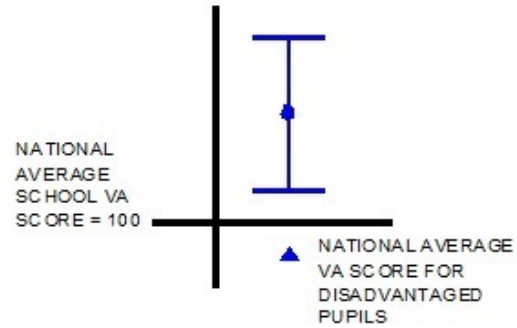 NATIONAL
AVERAGE
SCHOOL VA
SCORE = 100
NATIONAL AVERAGE
VA SCORE FOR
DISADVANTAGED
PUPILS